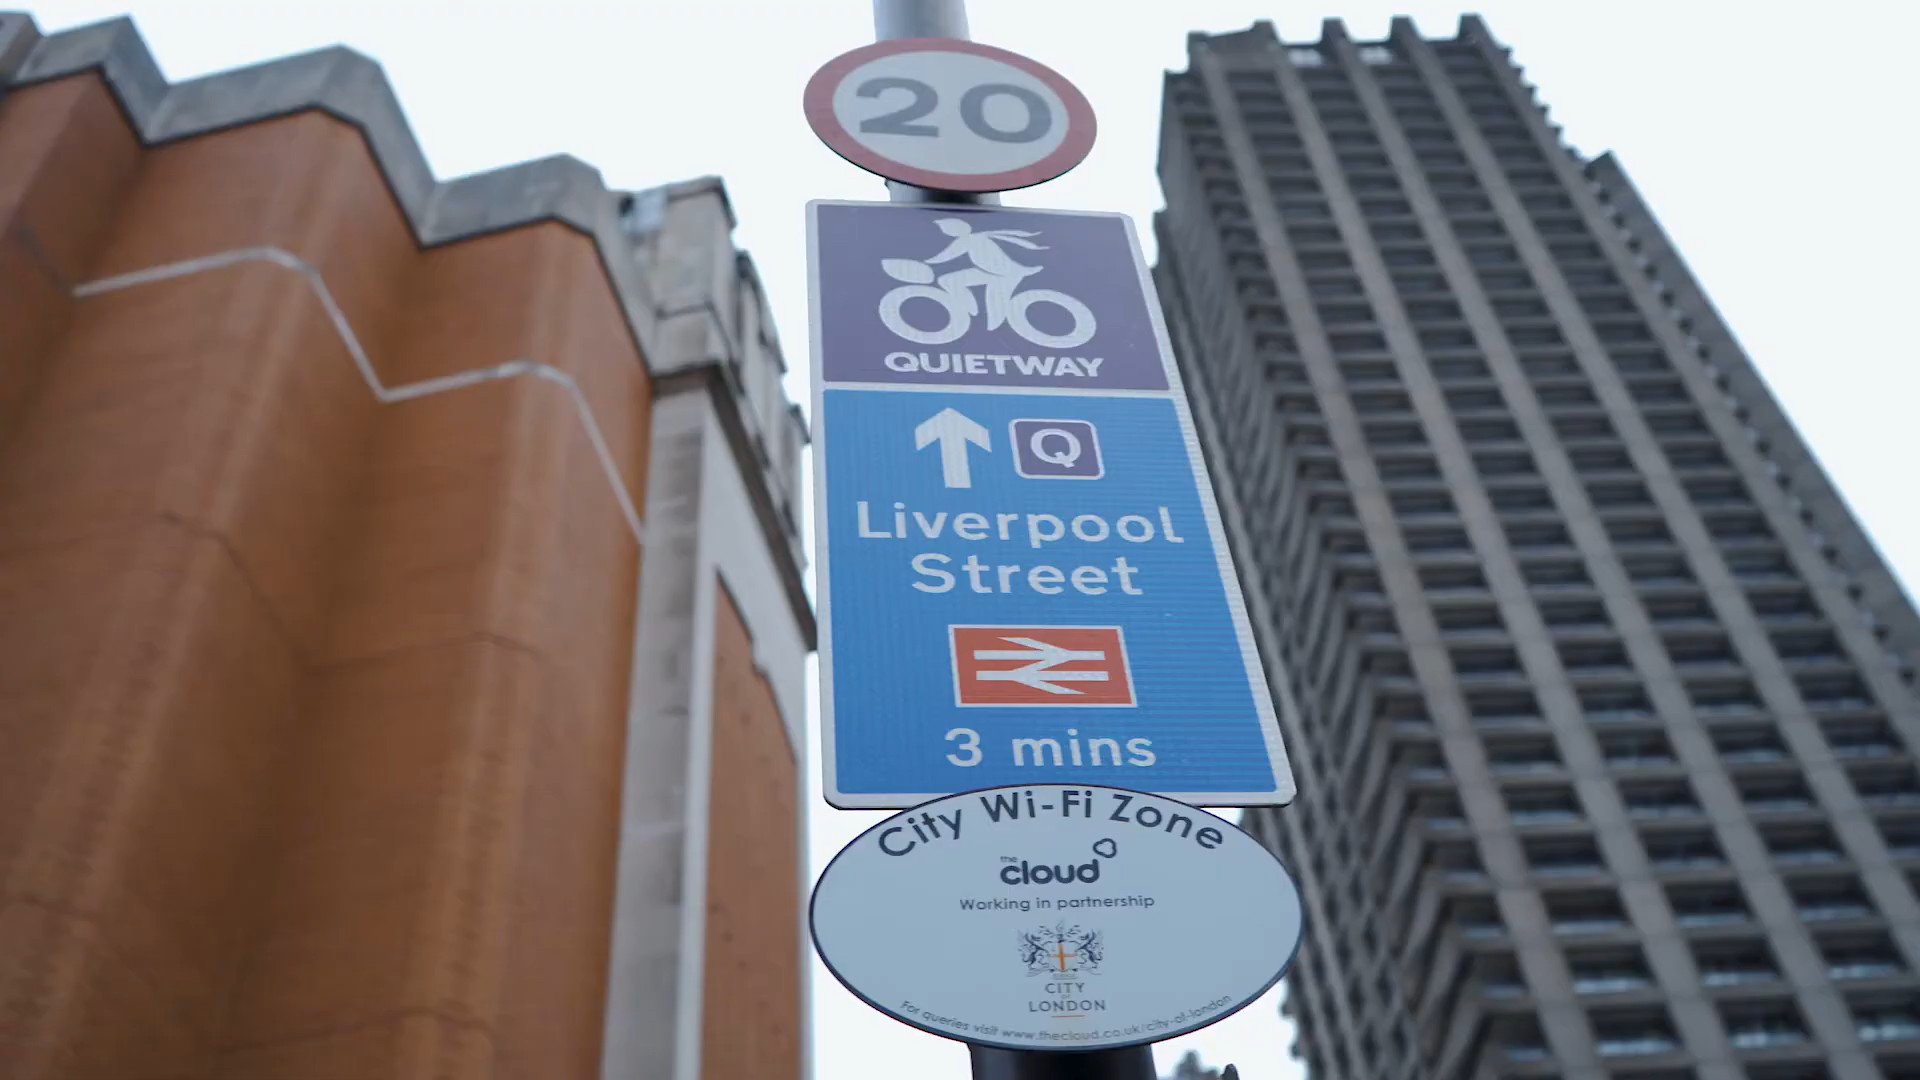 20
QUIETWAY
Q
Liverpool
Street
3 mins
City Wi-Fi Zone
the
cloud
Working in partnership
CITY
LONDON
For queries visit www.thecloud.co.uk/city-of-london